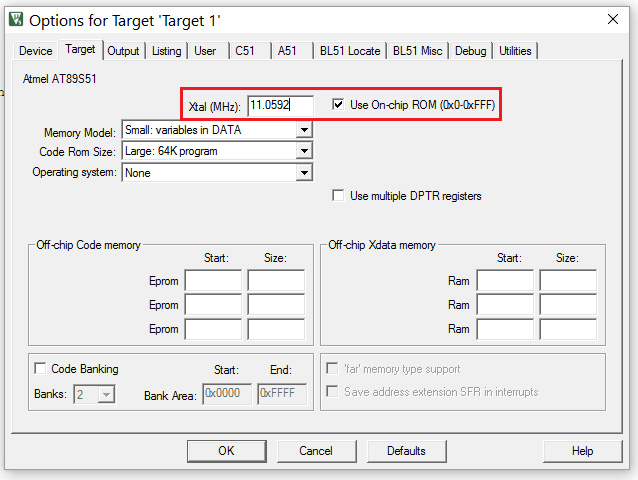 Options for Target 'Target 1'
Device Target Output Listing User C51 A51 BL51 Locate BL51 Misc Debug Utilities
Atmel AT89S51
Xtal (MHz): 11.0592 Use On-chip ROM (0x0-0xFFF)
Memory Model: Small: variables in DATA
Code Rom Size: Large: 64K program
Operating system: None
Use multiple DPTR registers
Off-chip Code memory
Start: Size:
Eprom
Eprom
Eprom
Off-chip Xdata memory
Start: Size:
Ram
Ram
Ram
Code Banking Start: End:
Banks: 2 Bank Area: 0x0000 0xFFFF
'far' memory type support
Save address extension SFR in interrupts
OK Cancel Defaults Help